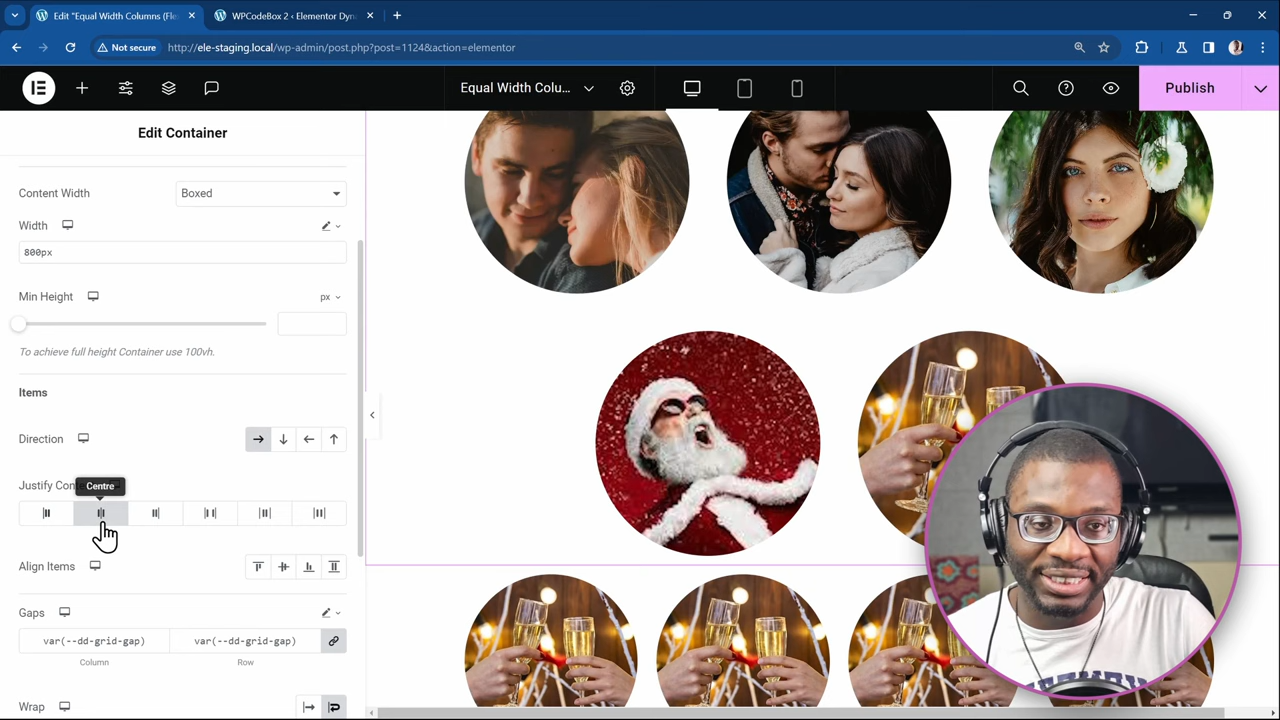 Edit "Equal Width Columns (Fle
WPCodeBox 2 ‹ Elementor Dyn
Not secure
http://ele-staging.local/wp-admin/post.php?post=1124&action=elementor
Equal Width Colu...
Publish
Edit Container
Content Width
Boxed
Width
800px
Min Height
px
To achieve full height Container use 100vh.
Items
Direction
Justify Con
Centre
Align Items
Gaps
var(--dd-grid-gap)
var(--dd-grid-gap)
Column
Row
Wrap